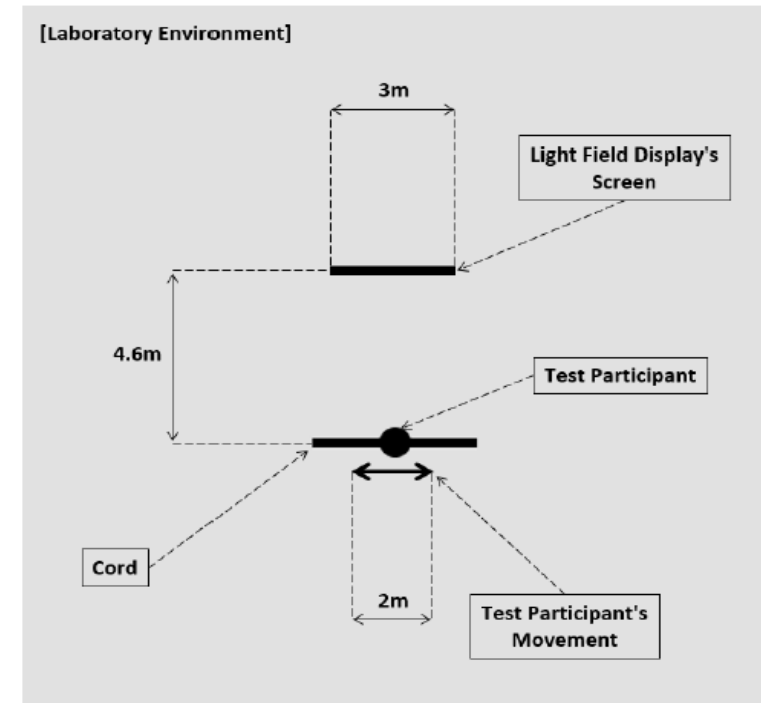 [Laboratory Environment]
3m
Light Field Display's
Screen
4.6m
Test Participant
Cord
2m
Test Participant's
Movement